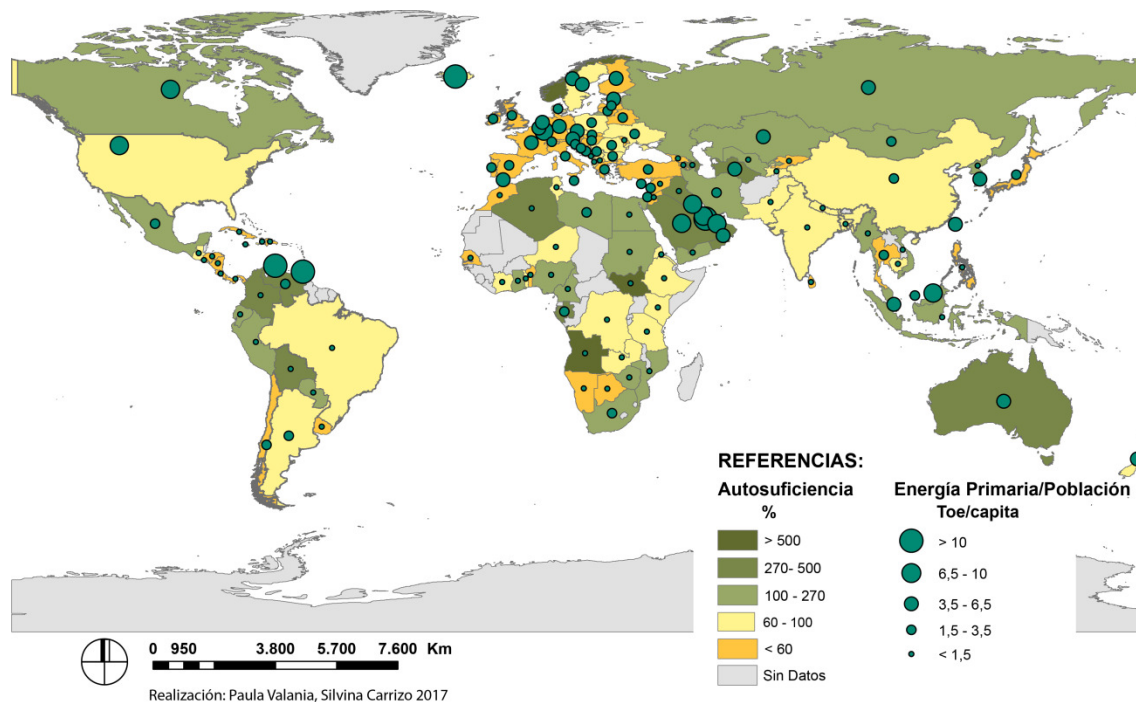 REFERENCIAS:
Autosuficiencia
%
> 500
270- 500
100 - 270
60 - 100
< 60
Sin Datos
Energía Primaria/Población
Toe/capita
> 10
6,5 - 10
3,5 - 6,5
1,5 - 3,5
< 1,5
0 950 3.800 5.700 7.600 Km
Realización: Paula Valania, Silvina Carrizo 2017